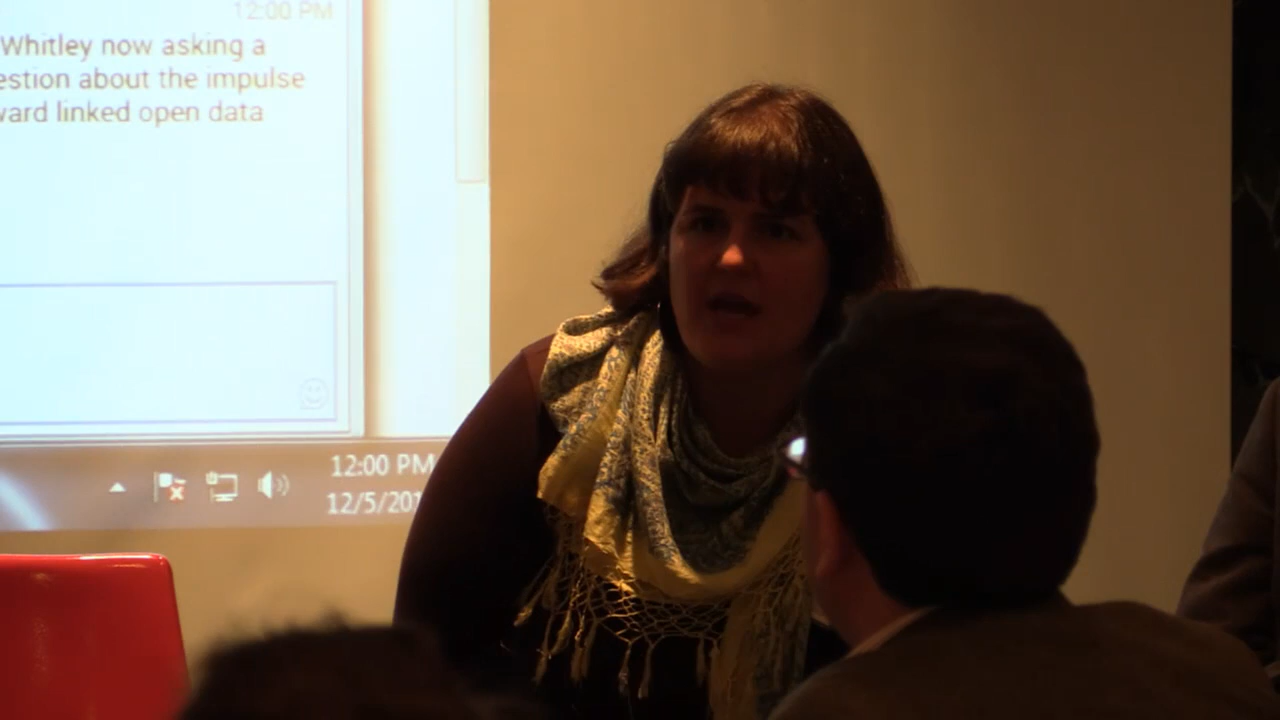 12:00 PM
Whitley now asking a
estion about the impulse
ward linked open data
12:00 PM
12/5/201